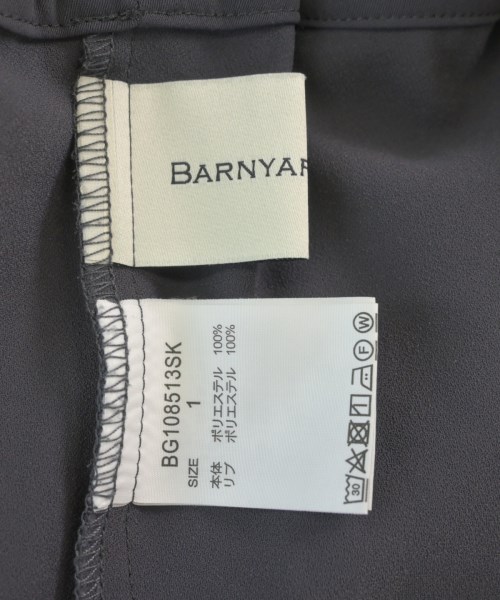 BARNYAR
BG108513SK
SIZE 1
本体 ポリエステル 100%
リブ ポリエステル 100%
30 F W